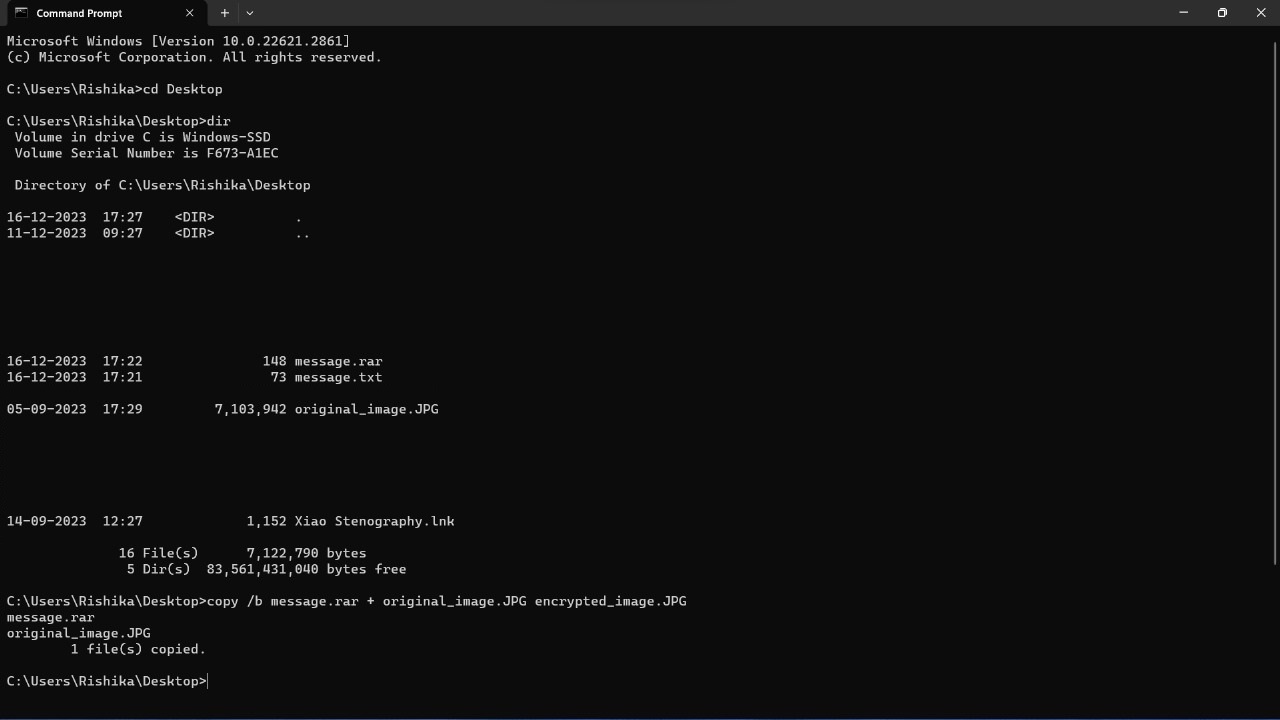 Command Prompt
Microsoft Windows [Version 10.0.22621.2861]
(c) Microsoft Corporation. All rights reserved.
C:\Users\Rishika>cd Desktop
C:\Users\Rishika\Desktop>dir
 Volume in drive C is Windows-SSD
 Volume Serial Number is F673-A1EC
 Directory of C:\Users\Rishika\Desktop
16-12-2023  17:27    <DIR>          .
11-12-2023  09:27    <DIR>          ..
16-12-2023  17:22               148 message.rar
16-12-2023  17:21                73 message.txt
05-09-2023  17:29         7,103,942 original_image.JPG
14-09-2023  12:27             1,152 Xiao Stenography.lnk
              16 File(s)      7,122,790 bytes
               5 Dir(s)  83,561,431,040 bytes free
C:\Users\Rishika\Desktop>copy /b message.rar + original_image.JPG encrypted_image.JPG
message.rar
original_image.JPG
        1 file(s) copied.
C:\Users\Rishika\Desktop>